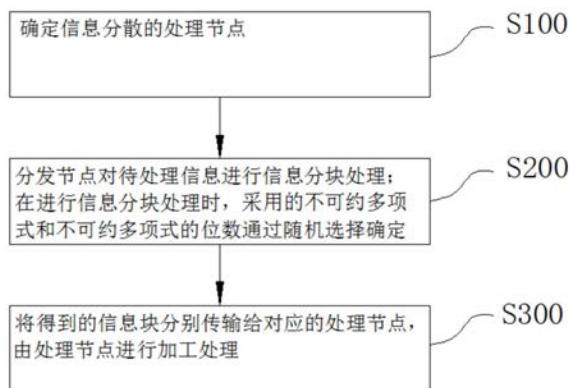 确定信息分散的处理节点
S100
分发节点对待处理信息进行信息分块处理;
在进行信息分块处理时，采用的不可约多项
式和不可约多项式的位数通过随机选择确定
S200
将得到的信息块分别传输给对应的处理节点，
由处理节点进行加工处理
S300